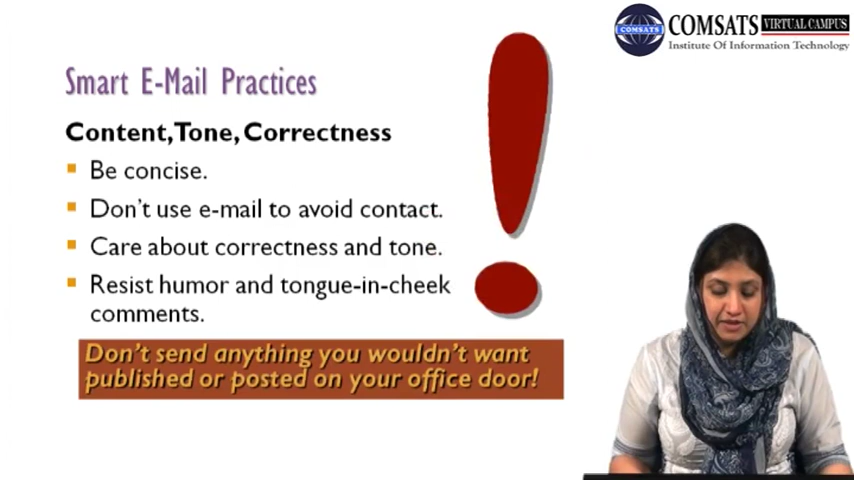 COMSATS VIRTUAL CAMPUS
COMSATS
Institute Of Information Technology
Smart E-Mail Practices
Content, Tone, Correctness
Be concise.
Don't use e-mail to avoid contact.
Care about correctness and tone.
Resist humor and tongue-in-cheek
comments.
Don't send anything you wouldn't want
published or posted on your office door!
!